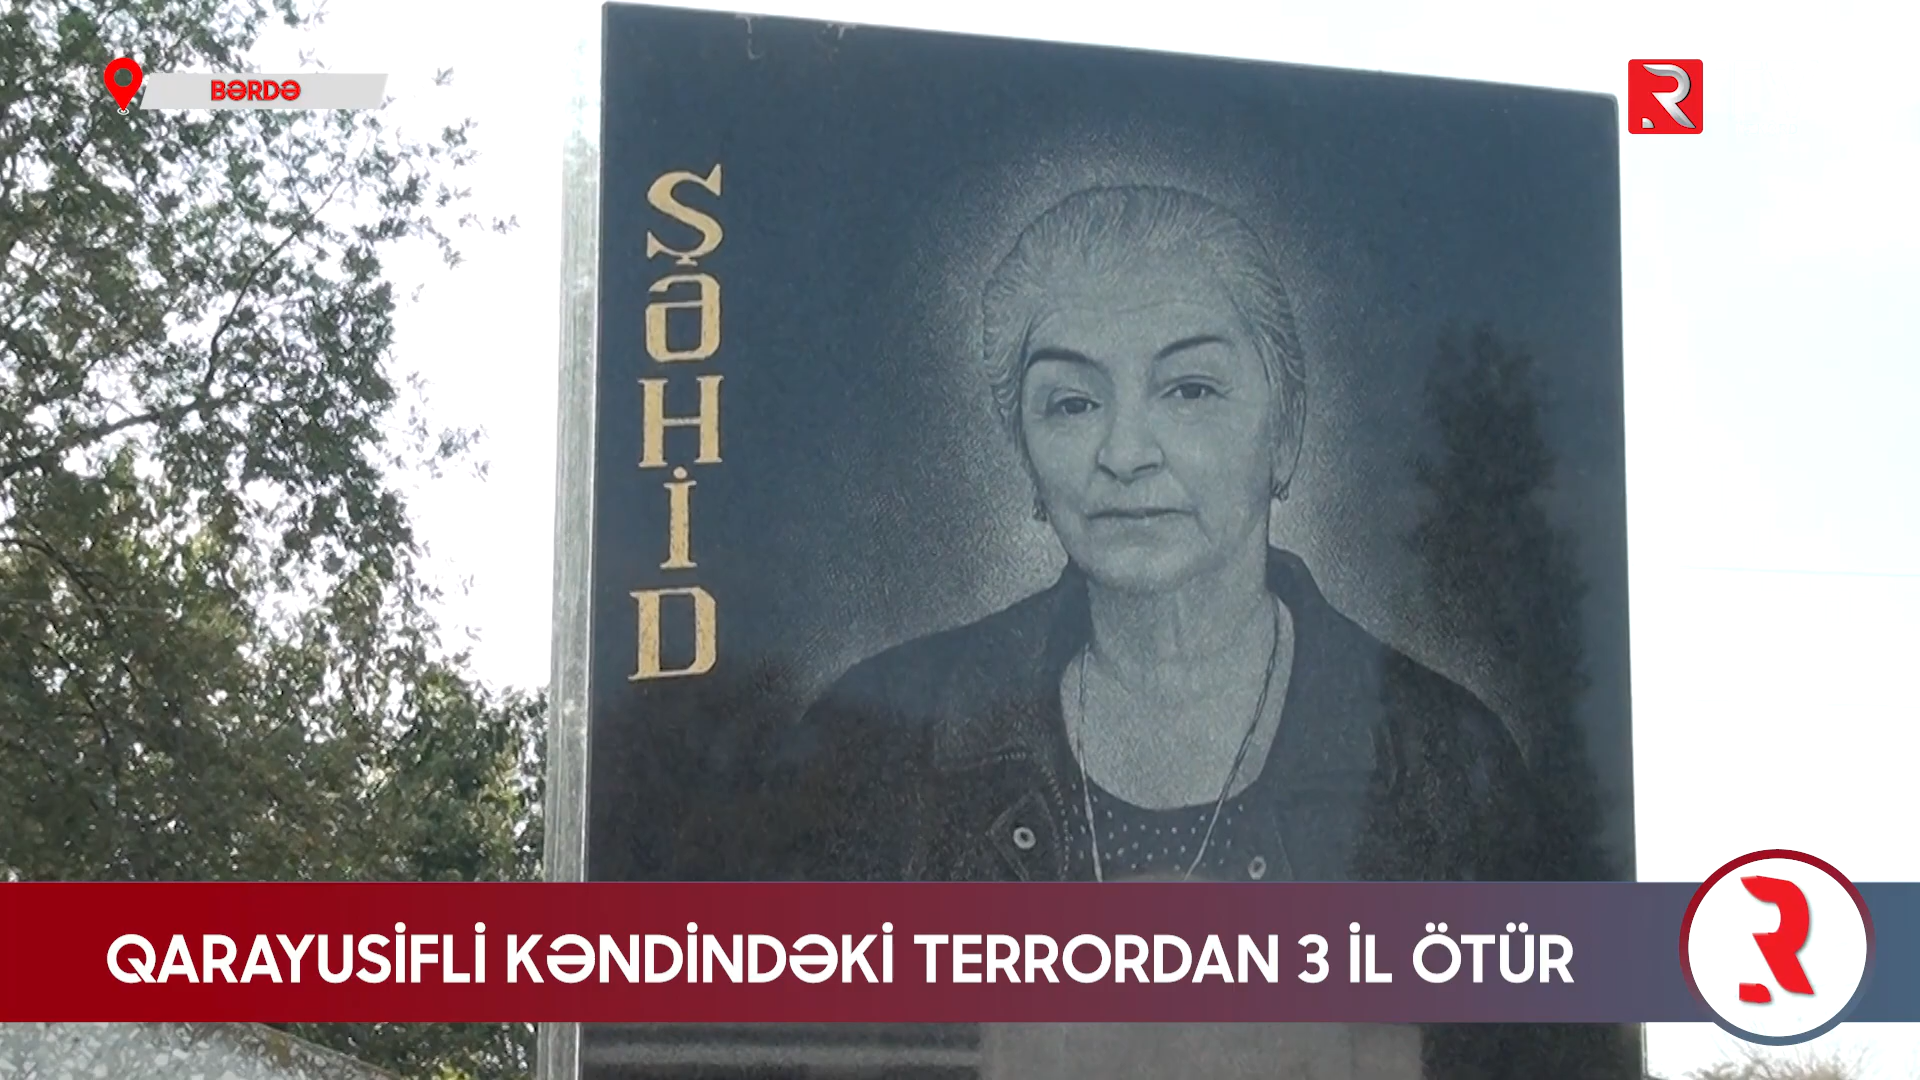 BƏRDƏ
R
ŞƏHİD
QARAYUSİFLİ KƏNDİNDƏKİ TERRORDAN 3 İL ÖTÜR
R